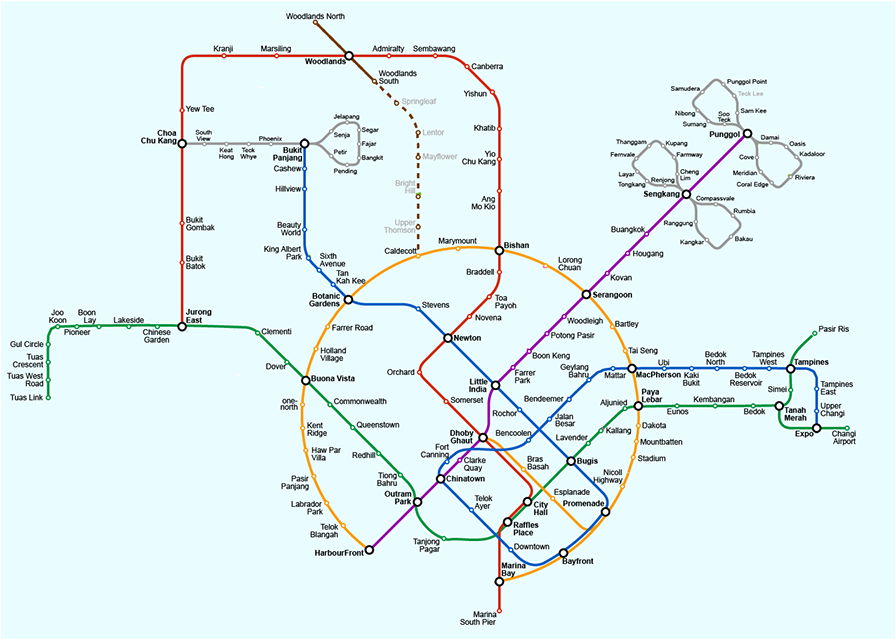 Woodlands North
Kranji
Marsiling
Woodlands
Admiralty
Sembawang
Canberra
Woodlands
South
Springleaf
Yishun
Yew Tee
Choa
Chu Kang
South
View
Keat
Hong
Teck
Whye
Phoenix
Bukit
Panjang
Jelapang
Senja
Segar
Fajar
Petir
Bangkit
Pending
Lentor
Mayflower
Bright
Hill
Upper
Thomson
Caldecott
Khatib
Yio
Chu Kang
Ang
Mo Kio
Samudera
Punggol Point
Teck Lee
Nibong
Soo
Teck
Sam Kee
Sumang
Punggol
Damai
Oasis
Cove
Kadaloor
Meridian
Coral Edge
Riviera
Thanggam
Kupang
Fernvale
Farmway
Layar
Cheng
Lim
Tongkang
Renjong
Sengkang
Compassvale
Rumbia
Ranggung
Bakau
Kangkar
Cashew
Hillview
Beauty
World
King Albert
Park
Sixth
Avenue
Tan
Kah Kee
Botanic
Gardens
Bukit
Gombak
Bukit
Batok
Marymount
Bishan
Lorong
Chuan
Buangkok
Hougang
Kovan
Serangoon
Braddell
Toa
Payoh
Novena
Stevens
Newton
Woodleigh
Potong Pasir
Boon Keng
Bartley
Tai Seng
Joo
Koon
Boon
Lay
Pioneer
Lakeside
Chinese
Garden
Jurong
East
Clementi
Gul Circle
Tuas
Crescent
Tuas West
Road
Tuas Link
Farrer Road
Holland
Village
Dover
Buona Vista
Orchard
Somerset
Little
India
Farrer
Park
Geylang
Bahru
Mattar
MacPherson
Ubi
Kaki
Bukit
Bedok
North
Bedok
Reservoir
Tampines
West
Tampines
Pasir Ris
Tampines
East
Simei
Upper
Changi
Tanah
Merah
Expo
Changi
Airport
Paya
Lebar
Eunos
Kembangan
Bedok
Aljunied
Kallang
Dakota
Mountbatten
Stadium
Nicoll
Highway
Promenade
one-
north
Commonwealth
Kent
Ridge
Queenstown
Haw Par
Villa
Redhill
Pasir
Panjang
Tiong
Bahru
Labrador
Park
Outram
Park
Telok
Blangah
HarbourFront
Tanjong
Pagar
Rochor
Bendemeer
Jalan
Besar
Bencoolen
Lavender
Bugis
Dhoby
Ghaut
Fort
Canning
Clarke
Quay
Chinatown
Bras
Basah
Esplanade
City
Hall
Telok
Ayer
Raffles
Place
Downtown
Bayfront
Marina
Bay
Marina
South Pier